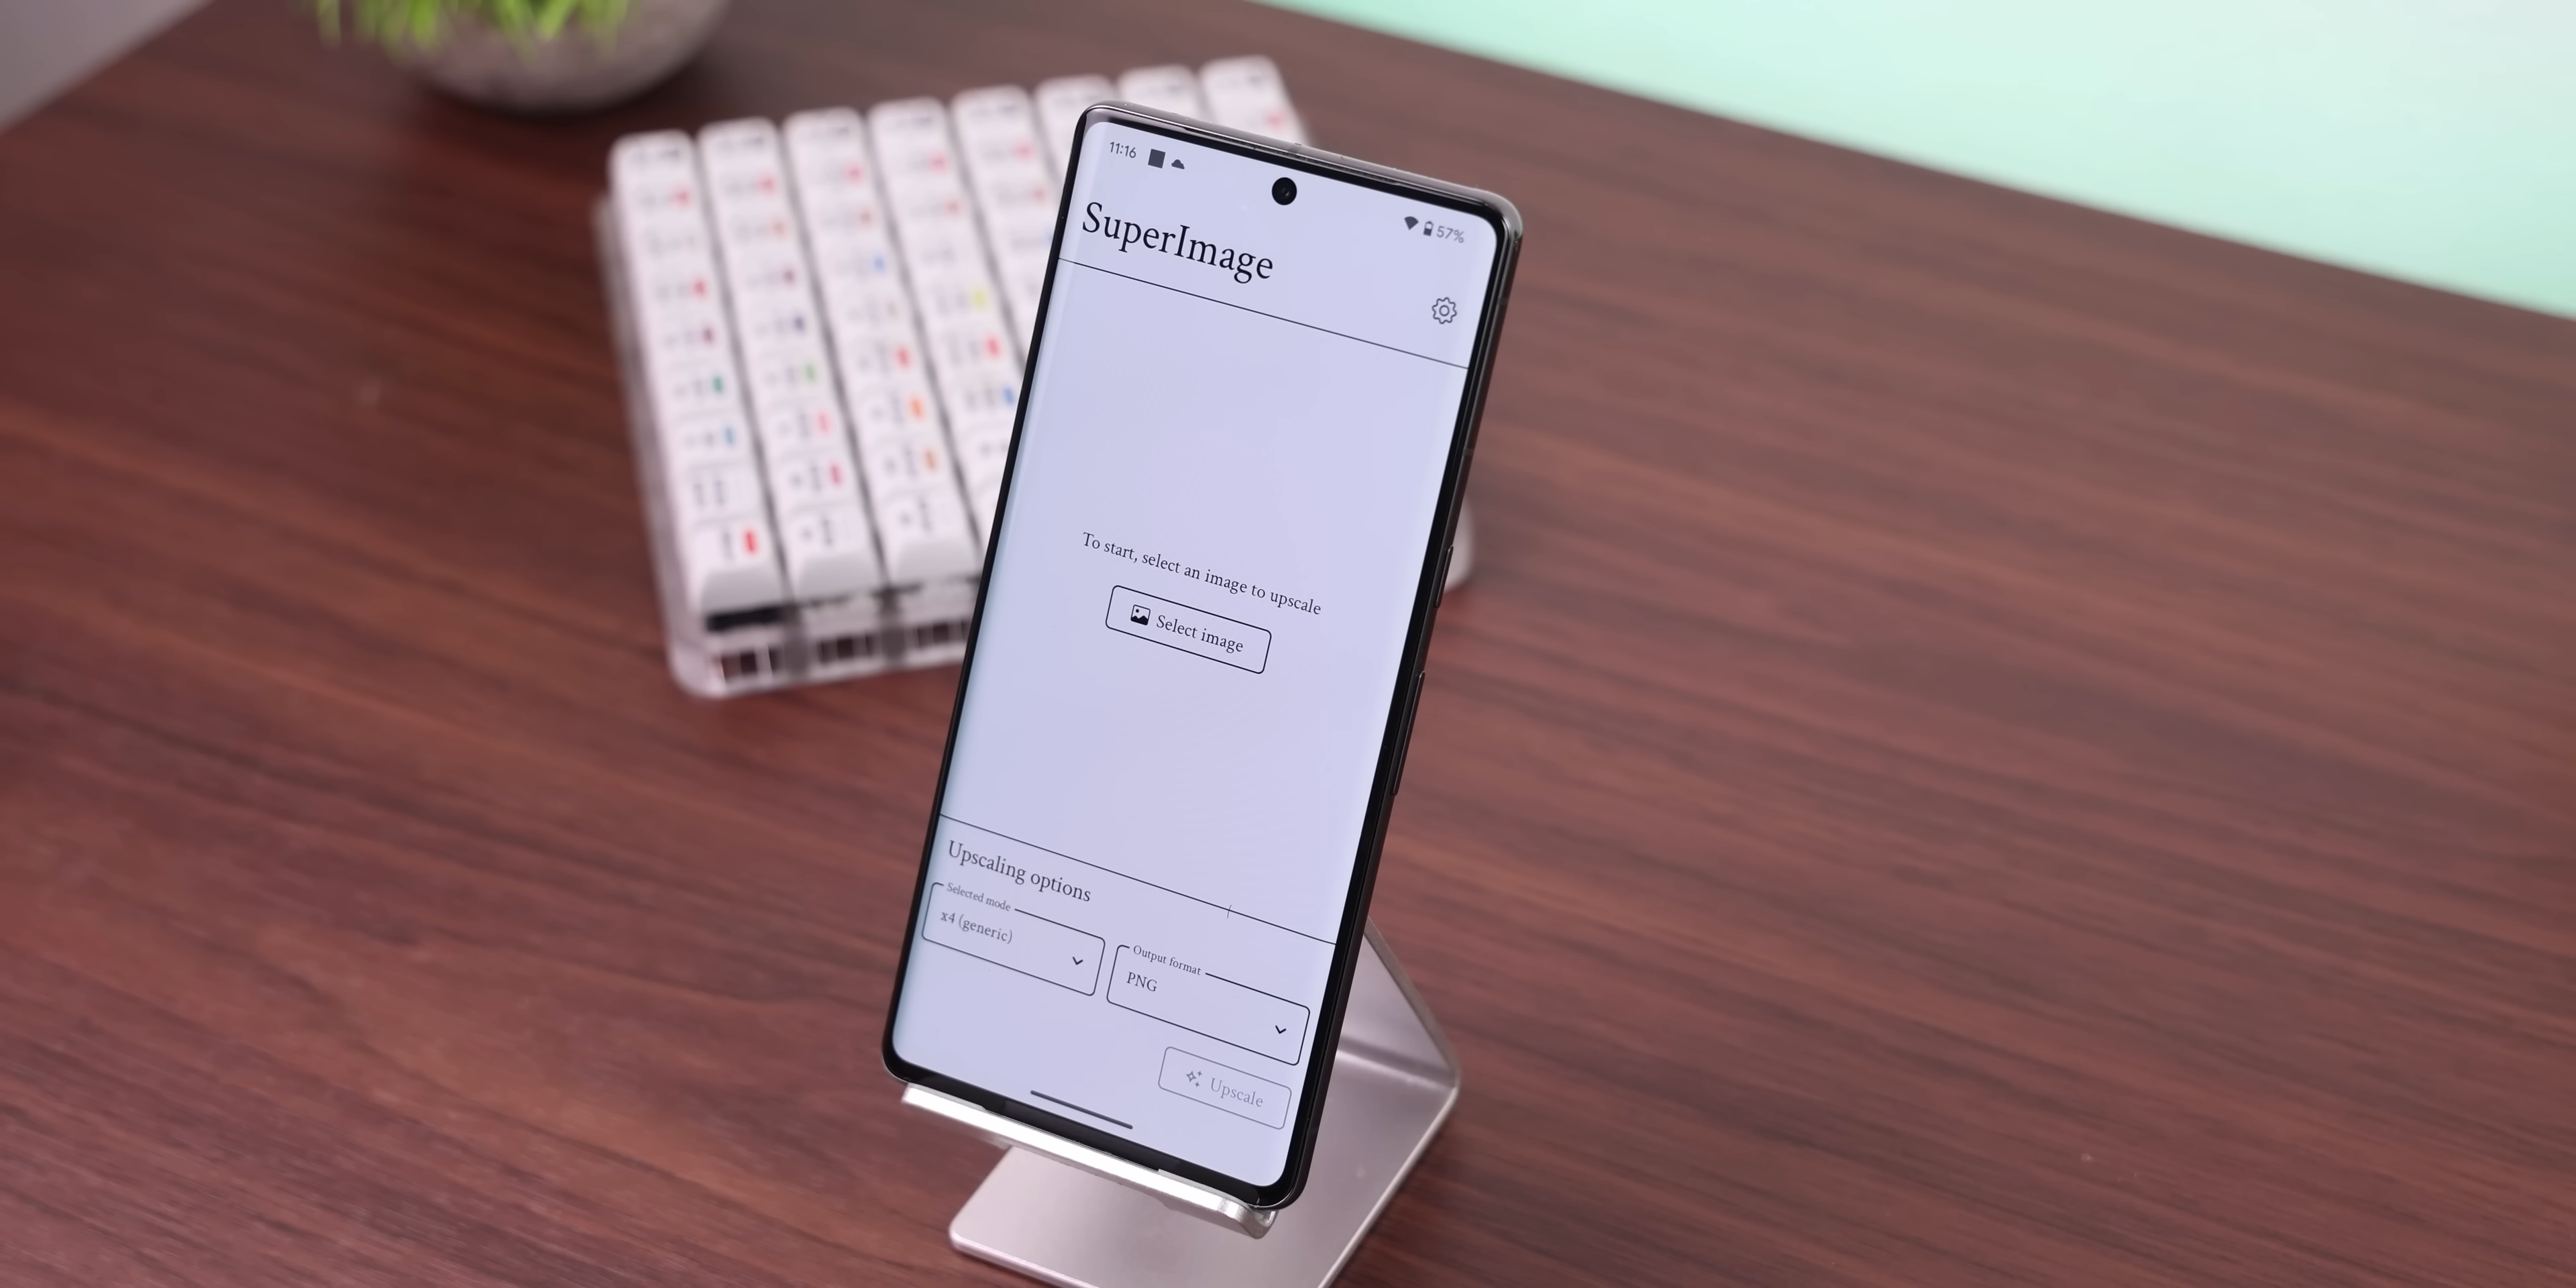 11:16
57%
SuperImage
To start, select an image to upscale
Select image
Upscaling options
Selected mode
x4 (generic)
Output format
PNG
Upscale